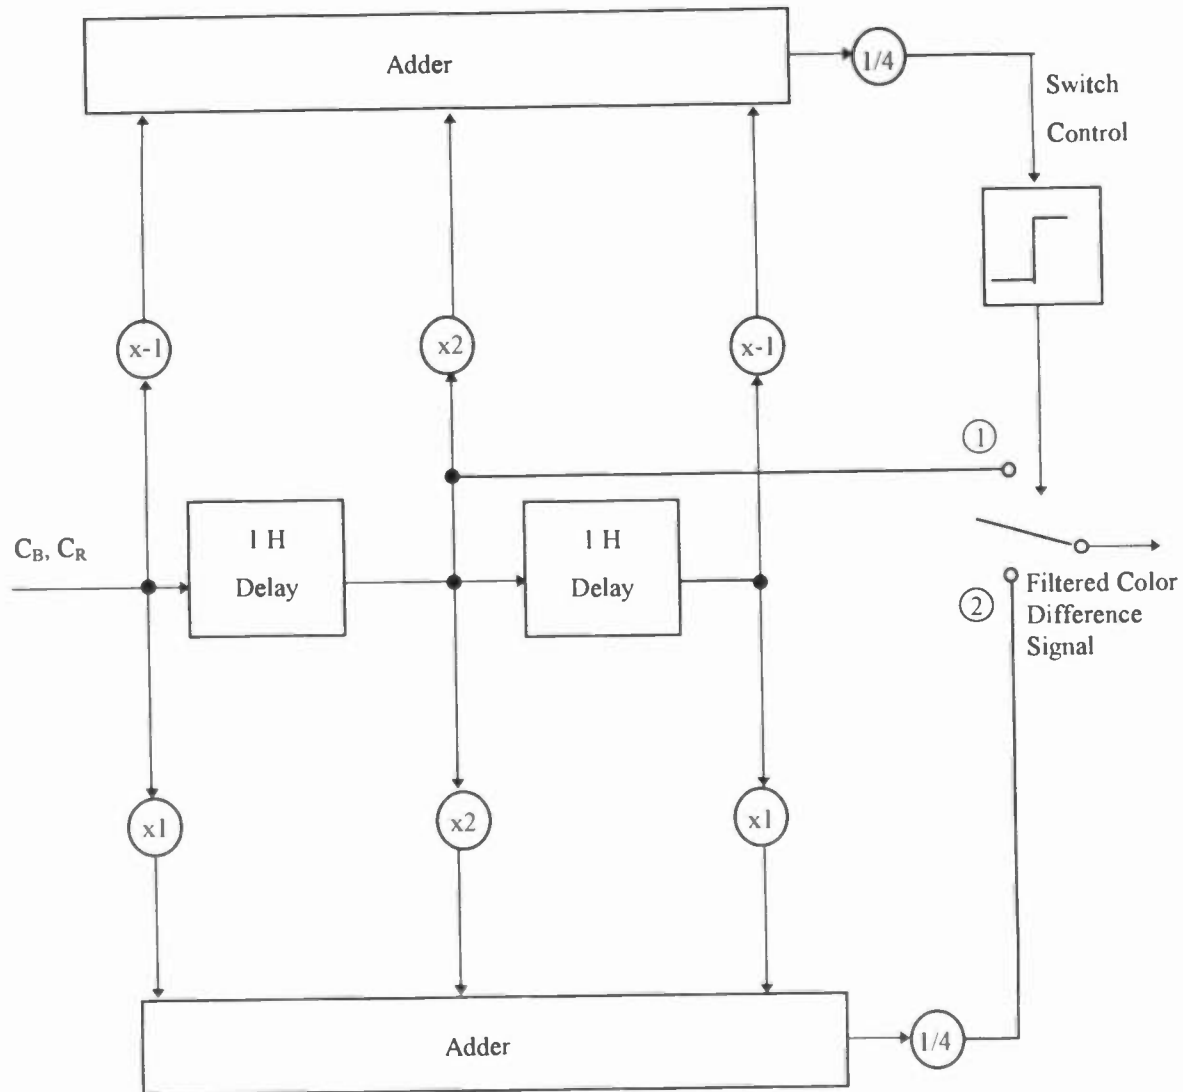 Adder
1/4
Switch
Control
x-1
x2
x-1
1
C_B, C_R
1 H
Delay
1 H
Delay
2
Filtered Color
Difference
Signal
x1
x2
x1
Adder
1/4